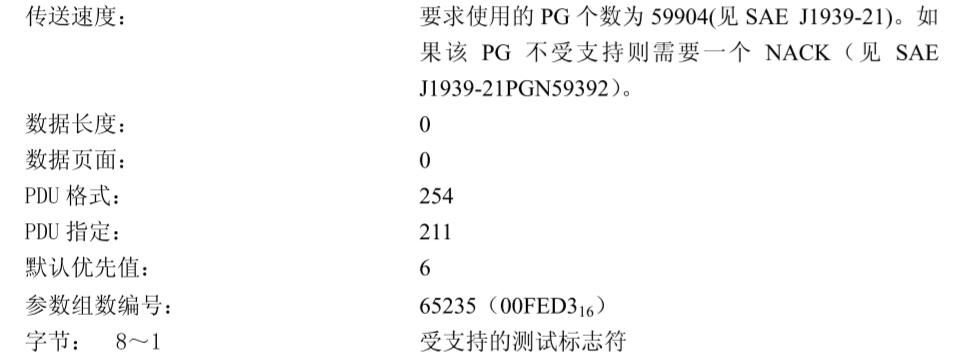 传送速度： 要求使用的 PG 个数为 59904(见 SAE J1939-21)。如
果该 PG 不受支持则需要一个 NACK（见 SAE
J1939-21PGN59392）。
数据长度： 0
数据页面： 0
PDU 格式： 254
PDU 指定： 211
默认优先值： 6
参数组数编号： 65235（00FED3₁₆）
字节： 8～1 受支持的测试标志符